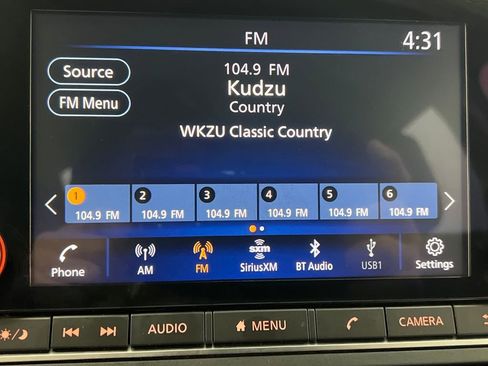 FM
4:31
Source
104.9 FM
Kudzu
FM Menu
Country
WKZU Classic Country
1 2 3 4 5 6
104.9 FM 104.9 FM 104.9 FM 104.9 FM 104.9 FM 104.9 FM
sxm
Phone AM FM SiriusXM BT Audio USB1 Settings
AUDIO MENU CAMERA